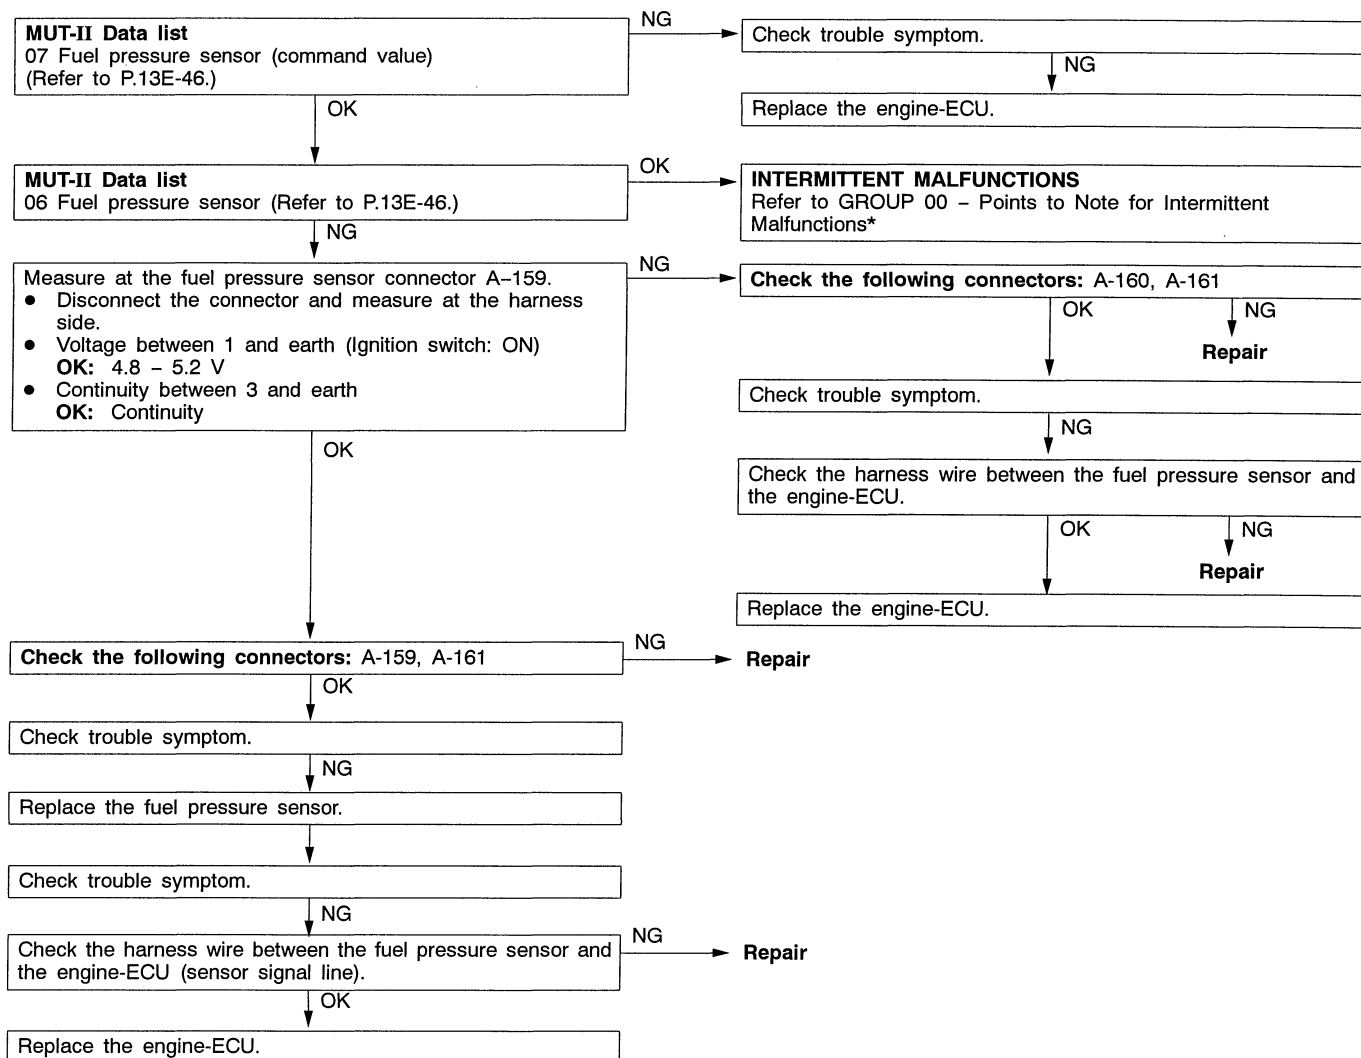 MUT-II Data list
07 Fuel pressure sensor (command value)
(Refer to P.13E-46.)
NG
Check trouble symptom.
NG
Replace the engine-ECU.
OK
MUT-II Data list
06 Fuel pressure sensor (Refer to P.13E-46.)
OK
INTERMITTENT MALFUNCTIONS
Refer to GROUP 00 – Points to Note for Intermittent
Malfunctions*
NG
Measure at the fuel pressure sensor connector A–159.
● Disconnect the connector and measure at the harness
side.
● Voltage between 1 and earth (Ignition switch: ON)
OK: 4.8 – 5.2 V
● Continuity between 3 and earth
OK: Continuity
NG
Check the following connectors: A-160, A-161
OK
NG
Repair
Check trouble symptom.
NG
Check the harness wire between the fuel pressure sensor and
the engine-ECU.
OK
NG
Repair
Replace the engine-ECU.
OK
Check the following connectors: A-159, A-161
NG
Repair
OK
Check trouble symptom.
NG
Replace the fuel pressure sensor.
Check trouble symptom.
NG
Check the harness wire between the fuel pressure sensor and
the engine-ECU (sensor signal line).
NG
Repair
OK
Replace the engine-ECU.